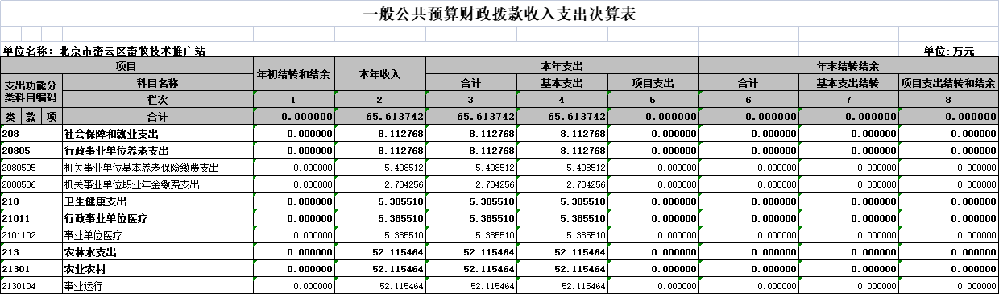 一般公共预算财政拨款收入支出决算表
单位名称：北京市密云区畜牧技术推广站 单位:万元
项目 年初结转和结余 本年收入 本年支出 年末结转结余
支出功能分类科目编码 科目名称 合计 基本支出 项目支出 合计 基本支出结转 项目支出结转和结余
栏次 1 2 3 4 5 6 7 8
类 款 项 合计 0.000000 65.613742 65.613742 65.613742 0.000000 0.000000 0.000000 0.000000
208 社会保障和就业支出 0.000000 8.112768 8.112768 8.112768 0.000000 0.000000 0.000000 0.000000
20805 行政事业单位养老支出 0.000000 8.112768 8.112768 8.112768 0.000000 0.000000 0.000000 0.000000
2080505 机关事业单位基本养老保险缴费支出 0.000000 5.408512 5.408512 5.408512 0.000000 0.000000 0.000000 0.000000
2080506 机关事业单位职业年金缴费支出 0.000000 2.704256 2.704256 2.704256 0.000000 0.000000 0.000000 0.000000
210 卫生健康支出 0.000000 5.385510 5.385510 5.385510 0.000000 0.000000 0.000000 0.000000
21011 行政事业单位医疗 0.000000 5.385510 5.385510 5.385510 0.000000 0.000000 0.000000 0.000000
2101102 事业单位医疗 0.000000 5.385510 5.385510 5.385510 0.000000 0.000000 0.000000 0.000000
213 农林水支出 0.000000 52.115464 52.115464 52.115464 0.000000 0.000000 0.000000 0.000000
21301 农业农村 0.000000 52.115464 52.115464 52.115464 0.000000 0.000000 0.000000 0.000000
2130104 事业运行 0.000000 52.115464 52.115464 52.115464 0.000000 0.000000 0.000000 0.000000